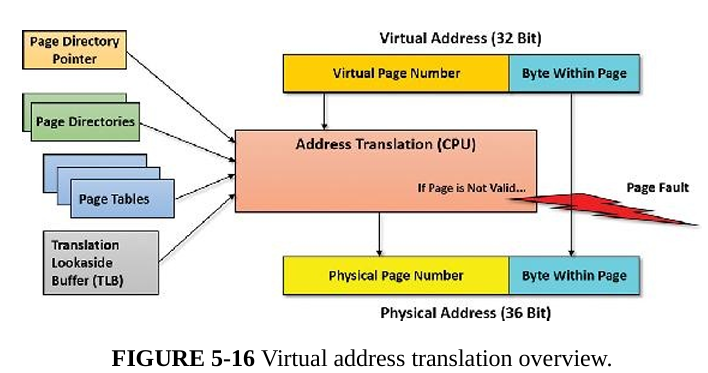 Page Directory
Pointer
Page Directories
Page Tables
Translation
Lookaside
Buffer (TLB)
Virtual Address (32 Bit)
Virtual Page Number
Byte Within Page
Address Translation (CPU)
If Page is Not Valid...
Page Fault
Physical Page Number
Byte Within Page
Physical Address (36 Bit)
FIGURE 5-16 Virtual address translation overview.